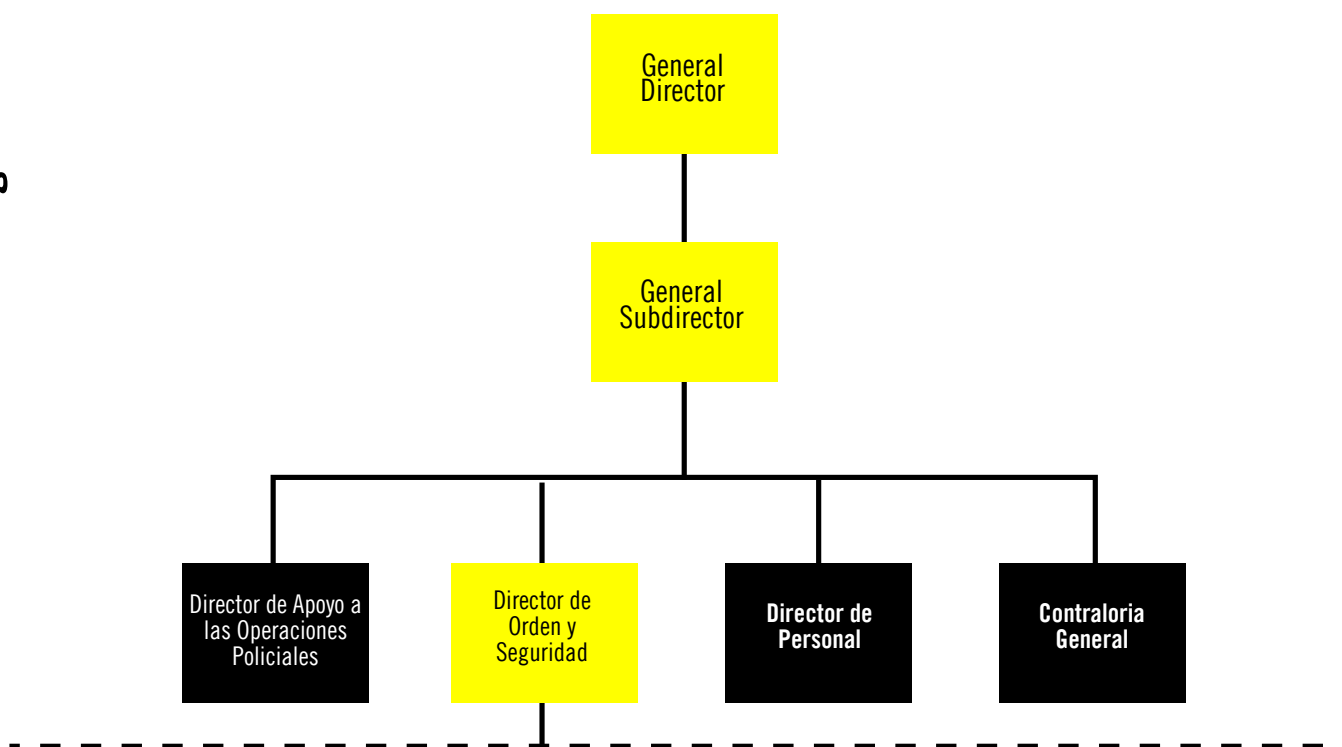 General
Director
General
Subdirector
Director de Apoyo a
las Operaciones
Policiales
Director de
Orden y
Seguridad
Director de
Personal
Contraloria
General